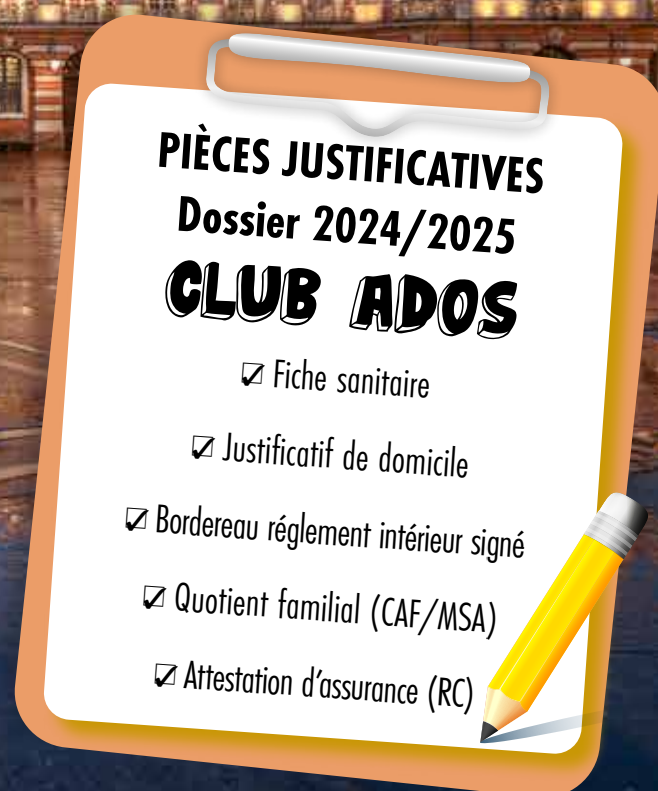 PIÈCES JUSTIFICATIVES
Dossier 2024/2025
CLUB ADOS
☑ Fiche sanitaire
☑ Justificatif de domicile
☑ Bordereau réglement intérieur signé
☑ Quotient familial (CAF/MSA)
☑ Attestation d'assurance (RC)